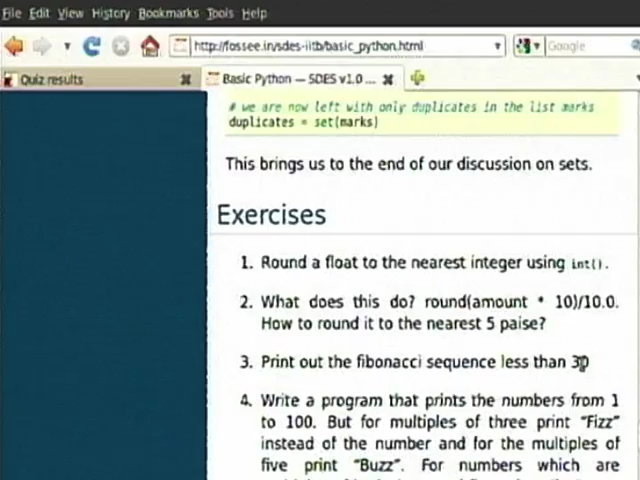 File Edit View History Bookmarks Tools Help
http://fossee.in/sdes-iitb/basic_python.html
Google
Quiz results
Basic Python — SDES v1.0 ...
# we are now left with only duplicates in the list marks
duplicates = set(marks)
This brings us to the end of our discussion on sets.
Exercises
1. Round a float to the nearest integer using int().
2. What does this do? round(amount * 10)/10.0.
How to round it to the nearest 5 paise?
3. Print out the fibonacci sequence less than 30
4. Write a program that prints the numbers from 1
to 100. But for multiples of three print "Fizz"
instead of the number and for the multiples of
five print "Buzz". For numbers which are